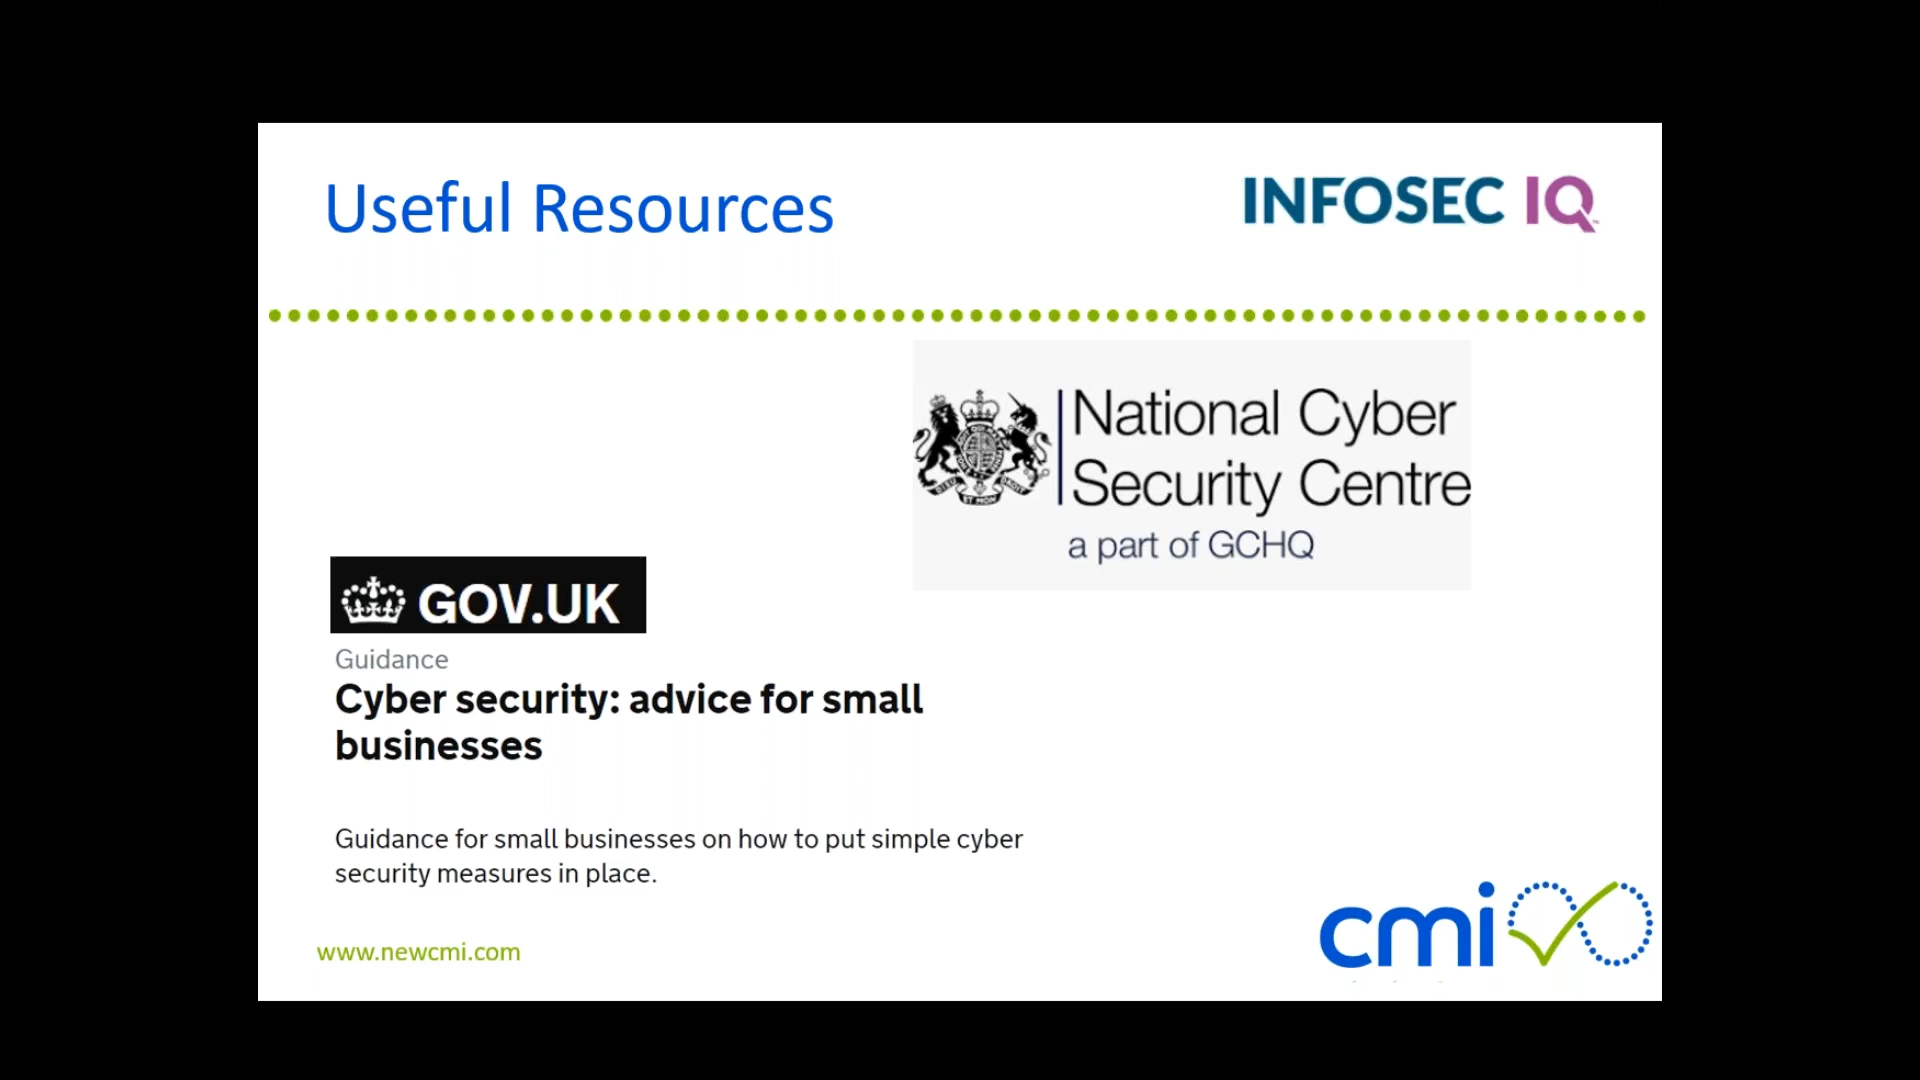 Useful Resources
INFOSEC IQ
National Cyber
Security Centre
a part of GCHQ
GOV.UK
Guidance
Cyber security: advice for small
businesses
Guidance for small businesses on how to put simple cyber
security measures in place.
www.newcmi.com
cmi